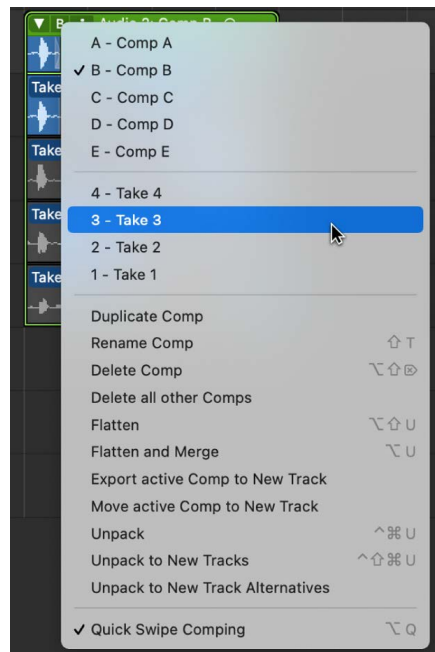 B Audio 2: Comp B
A - Comp A
✓ B - Comp B
C - Comp C
D - Comp D
E - Comp E
4 - Take 4
3 - Take 3
2 - Take 2
1 - Take 1
Take
Take
Take
Take
Duplicate Comp
Rename Comp ⇧ T
Delete Comp ⌥⇧⌦
Delete all other Comps
Flatten ⌥⇧ U
Flatten and Merge ⌥ U
Export active Comp to New Track
Move active Comp to New Track
Unpack ^⌘ U
Unpack to New Tracks ^⇧⌘ U
Unpack to New Track Alternatives
✓ Quick Swipe Comping ⌥ Q